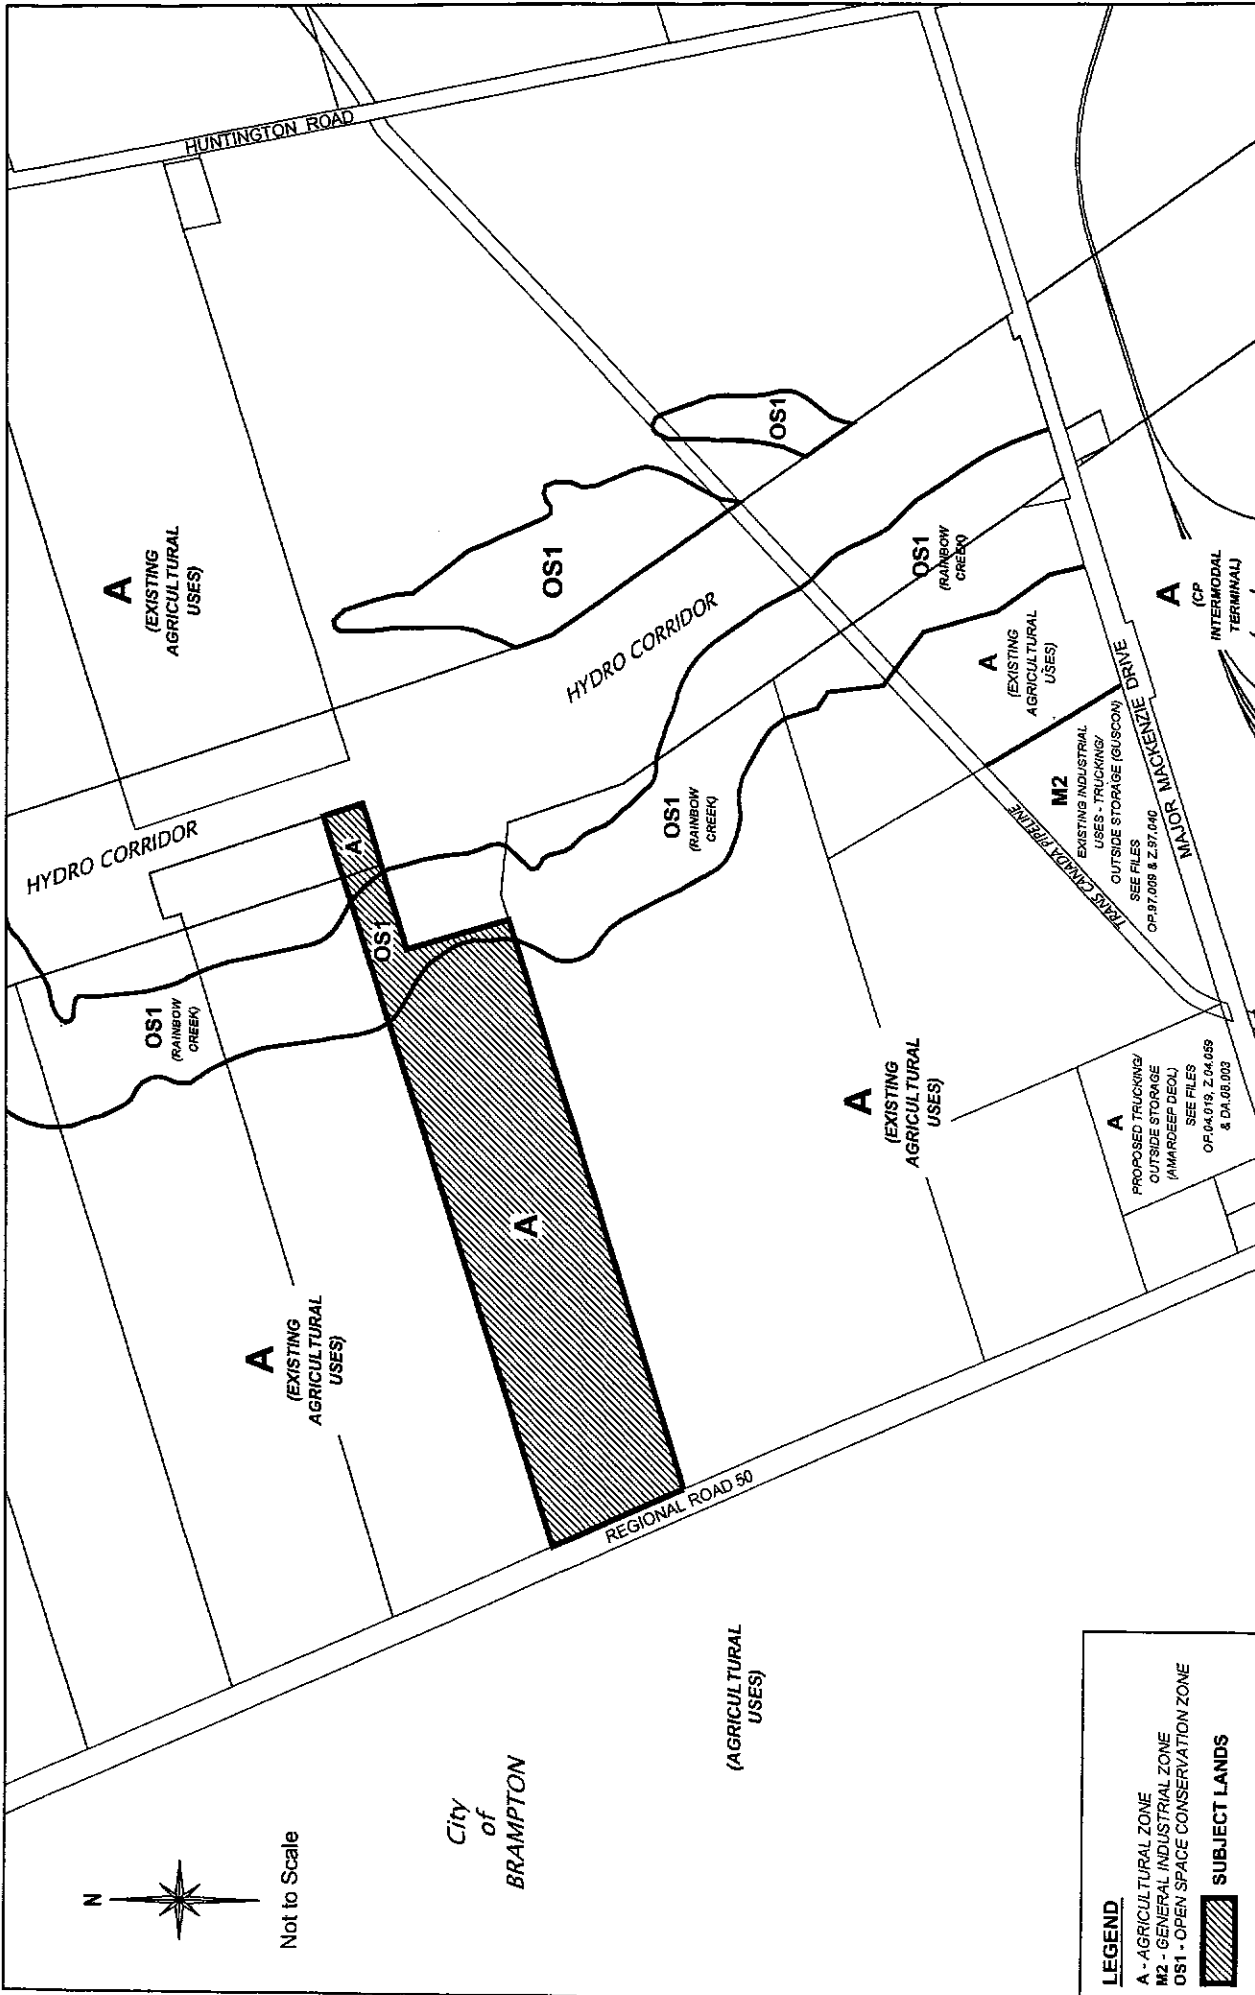 N
Not to Scale
City
of
BRAMPTON
(AGRICULTURAL
USES)
LEGEND
A - AGRICULTURAL ZONE
M2 - GENERAL INDUSTRIAL ZONE
OS1 - OPEN SPACE CONSERVATION ZONE
SUBJECT LANDS
REGIONAL ROAD 50
A
(EXISTING
AGRICULTURAL
USES)
A
OS1
A
OS1
(RAINBOW
CREEK)
HYDRO CORRIDOR
A
(EXISTING
AGRICULTURAL
USES)
HUNTINGTON ROAD
OS1
HYDRO CORRIDOR
OS1
OS1
(RAINBOW
CREEK)
OS1
(RAINBOW
CREEK)
A
(EXISTING
AGRICULTURAL
USES)
A
(EXISTING
AGRICULTURAL
USES)
TRANS CANADA PIPELINE
M2
EXISTING INDUSTRIAL
USES - TRUCKING/
OUTSIDE STORAGE (GUSCON)
SEE FILES
OP.97.009 & Z.97.040
MAJOR MACKENZIE DRIVE
A
PROPOSED TRUCKING/
OUTSIDE STORAGE
(AMARDEEP DEOL)
SEE FILES
OP.04.019, Z.04.059
& DA.08.003
A
(CP
INTERMODAL
TERMINAL)